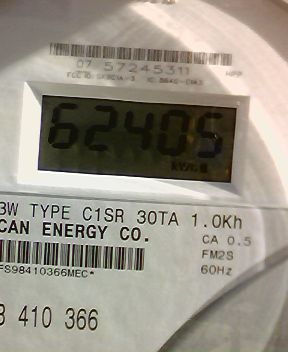 07 57245311
62405
3W TYPE C1SR 30TA 1.0Kh
CAN ENERGY CO.
CA 0.5
FM2S
60Hz
FS98410366MEC*
3 410 366